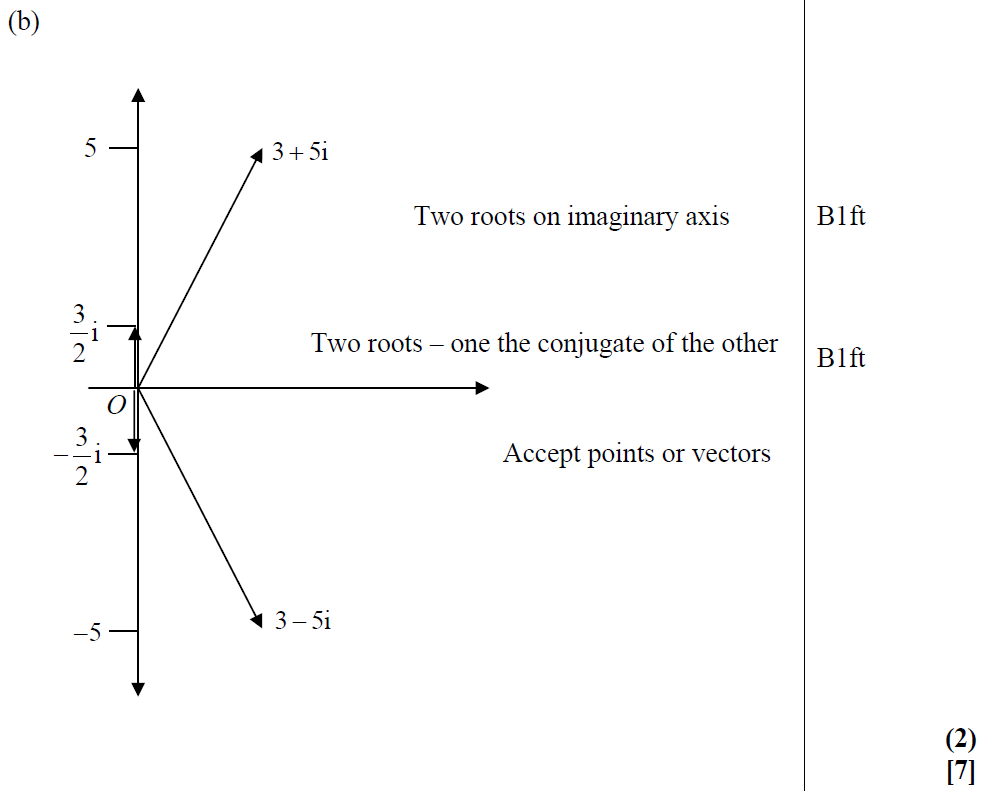 (b)
5
3 + 5i
Two roots on imaginary axis B1ft
3/2 i
Two roots – one the conjugate of the other B1ft
O
–3/2 i
Accept points or vectors
–5
3 – 5i
(2)
[7]